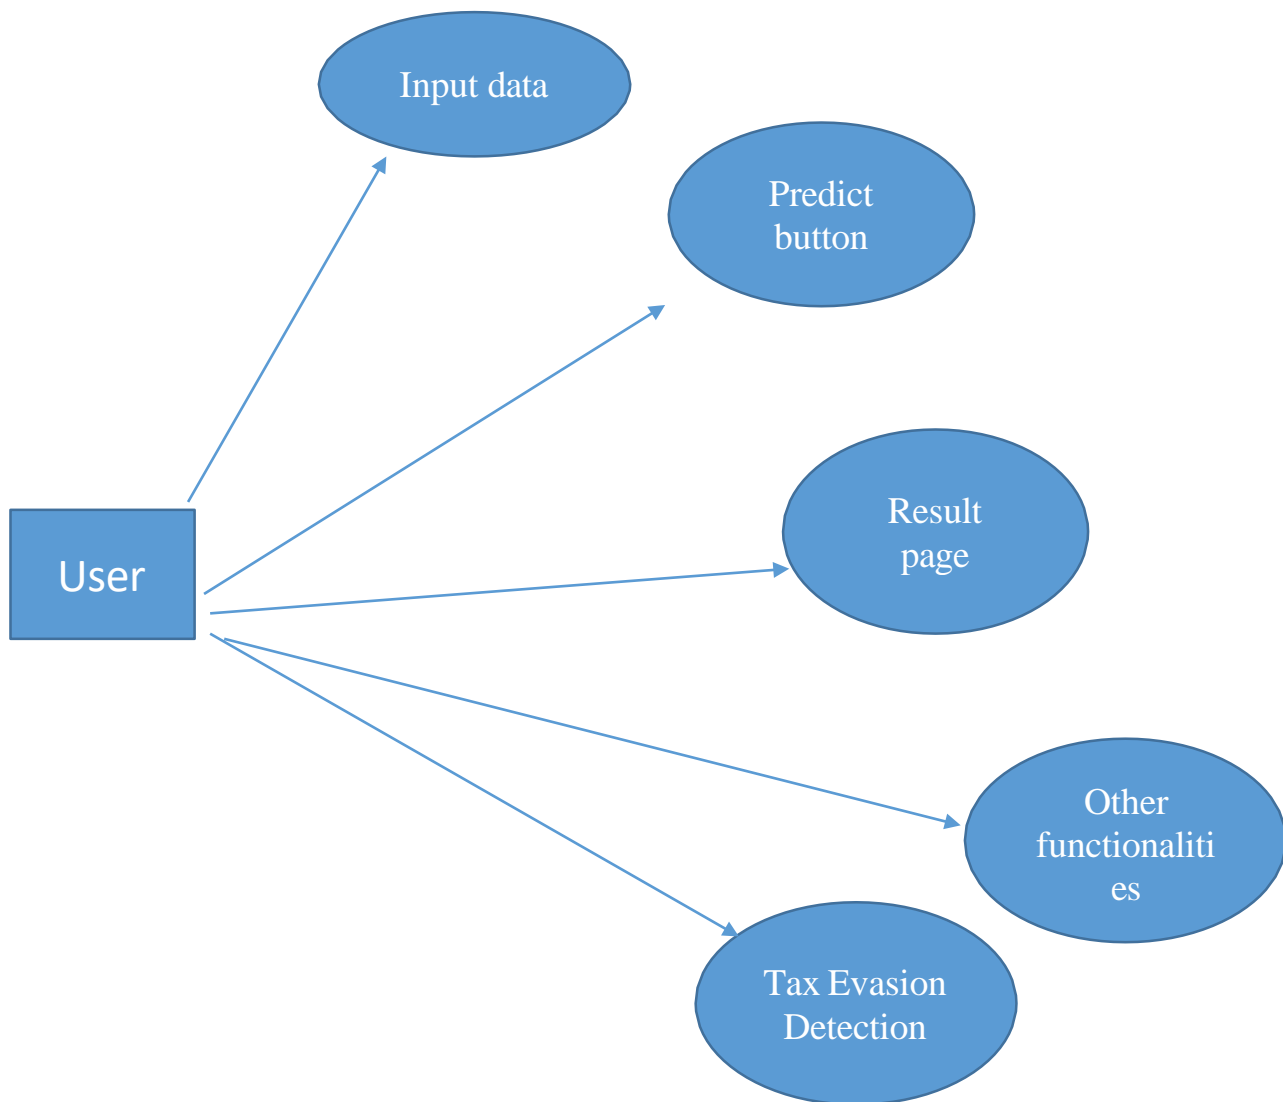 Input data
Predict
button
Result
page
User
Other
functionaliti
es
Tax Evasion
Detection